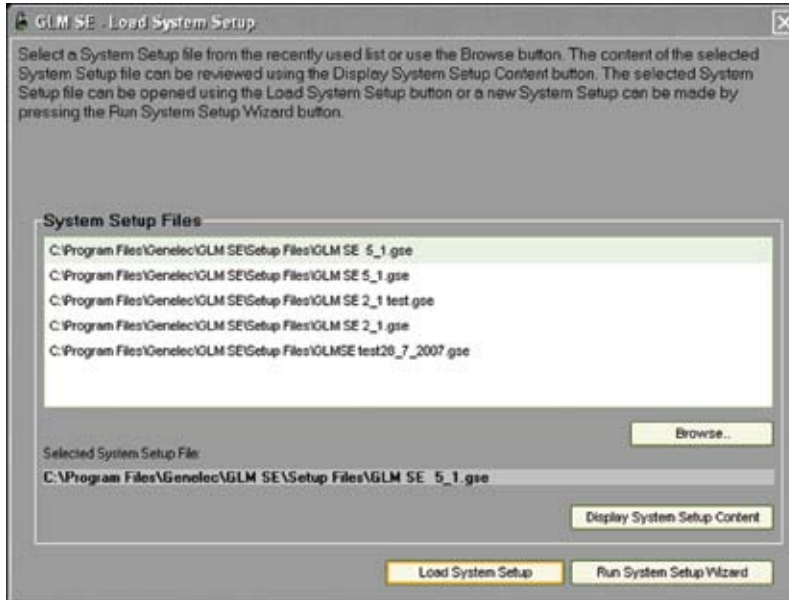 GLM SE - Load System Setup
Select a System Setup file from the recently used list or use the Browse button. The content of the selected
System Setup file can be reviewed using the Display System Setup Content button. The selected System
Setup file can be opened using the Load System Setup button or a new System Setup can be made by
pressing the Run System Setup Wizard button.
System Setup Files
C:\Program Files\Genelec\GLM SE\Setup Files\GLM SE  5_1.gse
C:\Program Files\Genelec\GLM SE\Setup Files\GLM SE 5_1.gse
C:\Program Files\Genelec\GLM SE\Setup Files\GLM SE 2_1 test.gse
C:\Program Files\Genelec\GLM SE\Setup Files\GLM SE 2_1.gse
C:\Program Files\Genelec\GLM SE\Setup Files\GLMSE test28_7_2007.gse
Browse..
Selected System Setup File:
C:\Program Files\Genelec\GLM SE\Setup Files\GLM SE  5_1.gse
Display System Setup Content
Load System Setup
Run System Setup Wizard